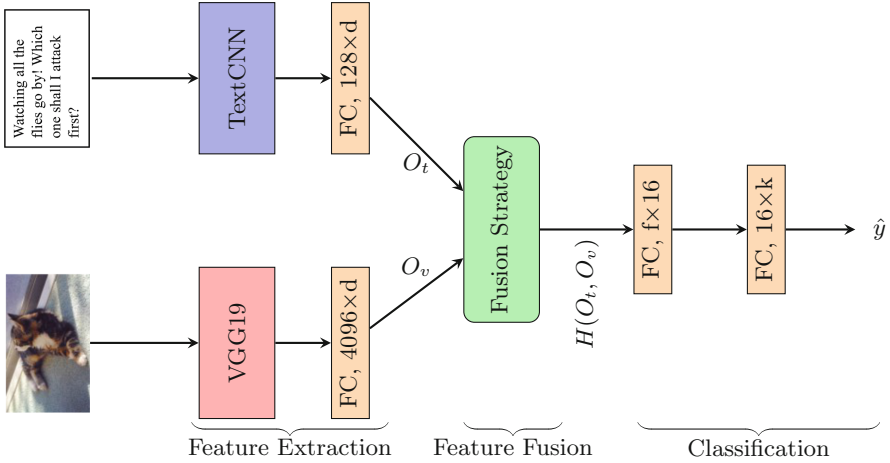 Watching all the
flies go by! Which
one shall I attack
first?
TextCNN
FC, 128×d
O_t
VGG19
FC, 4096×d
O_v
Fusion Strategy
H(O_t, O_v)
FC, f×16
FC, 16×k
ŷ
Feature Extraction
Feature Fusion
Classification